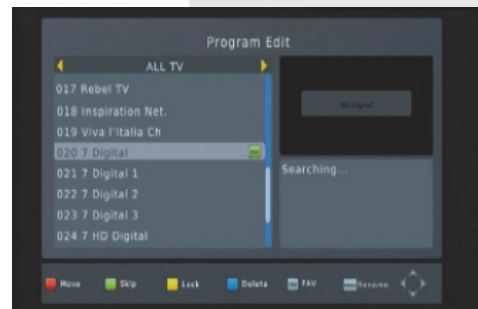 Program Edit
ALL TV
017 Rebel TV
018 Inspiration Net.
019 Viva l'Italia Ch
020 7 Digital
021 7 Digital 1
022 7 Digital 2
023 7 Digital 3
024 7 HD Digital
No signal
Searching...
Move Skip Lock Delete FAV Rename